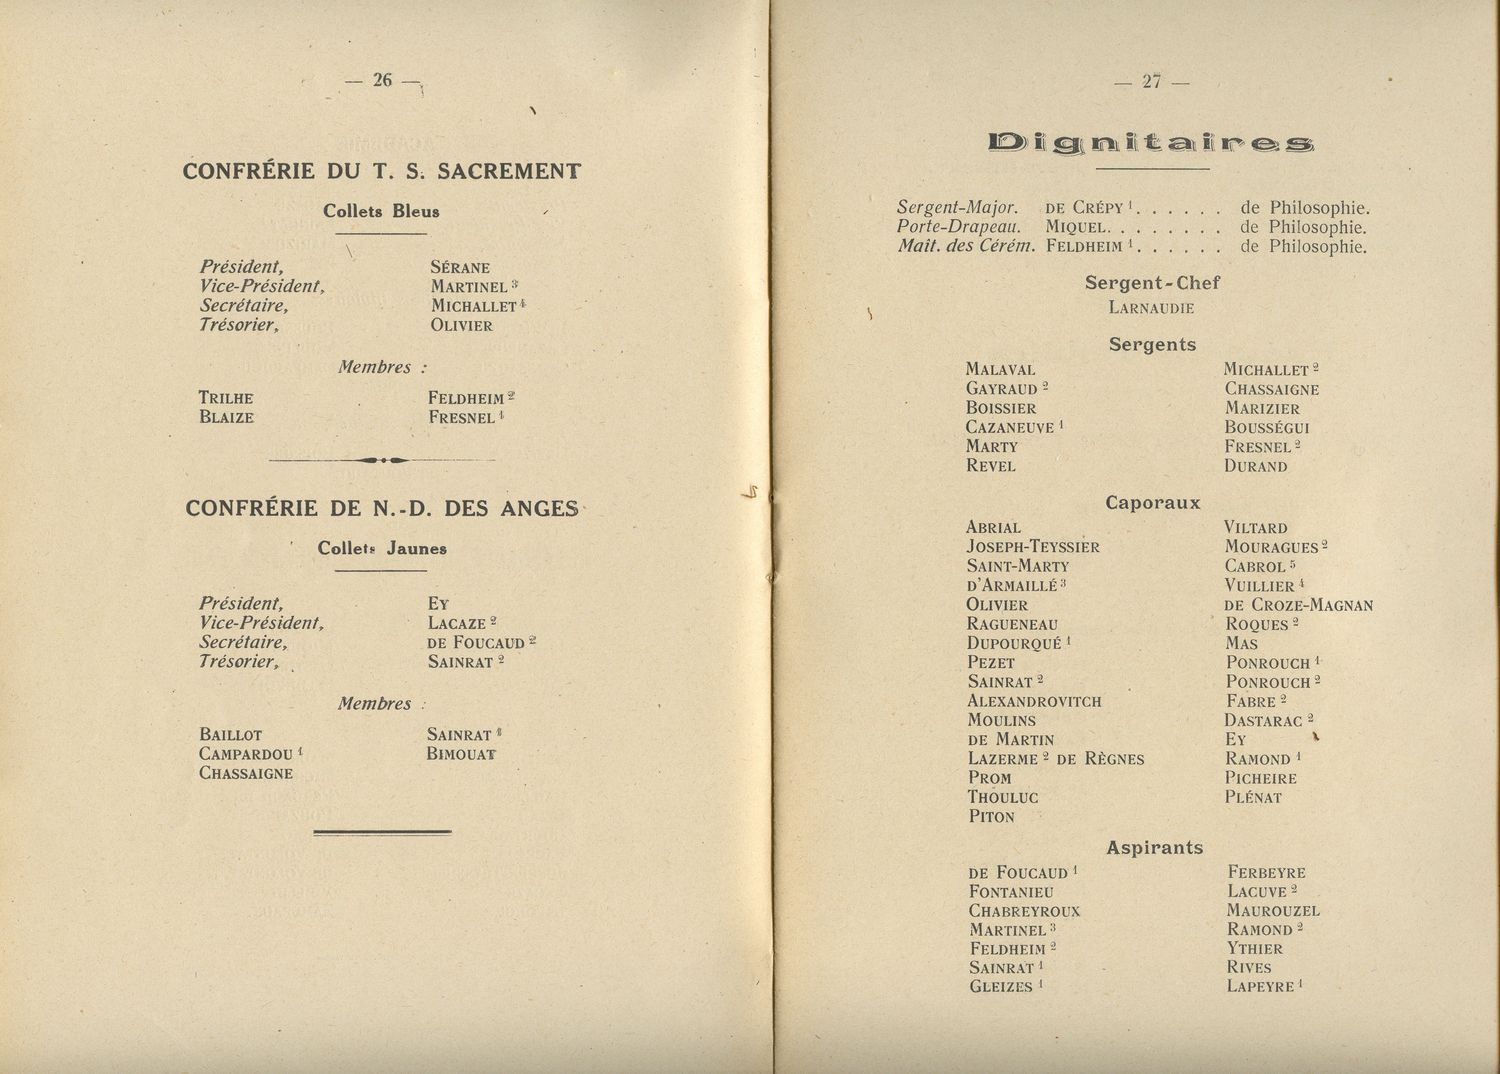 — 26 —
CONFRÉRIE DU T. S. SACREMENT
Collets Bleus
Président, SÉRANE
Vice-Président, MARTINEL ³
Secrétaire, MICHALLET ⁴
Trésorier, OLIVIER
Membres :
TRILHE FELDHEIM ²
BLAIZE FRESNEL ¹
CONFRÉRIE DE N.-D. DES ANGES
Collets Jaunes
Président, EY
Vice-Président, LACAZE ²
Secrétaire, DE FOUCAUD ²
Trésorier, SAINRAT ²
Membres :
BAILLOT SAINRAT ¹
CAMPARDOU ¹ BIMOUAT
CHASSAIGNE
— 27 —
Dignitaires
Sergent-Major. DE CRÉPY ¹. . . . . . de Philosophie.
Porte-Drapeau. MIQUEL. . . . . . . . de Philosophie.
Maît. des Cérém. FELDHEIM ¹. . . . . . de Philosophie.
Sergent-Chef
LARNAUDIE
Sergents
MALAVAL MICHALLET ²
GAYRAUD ² CHASSAIGNE
BOISSIER MARIZIER
CAZANEUVE ¹ BOUSSÉGUI
MARTY FRESNEL ²
REVEL DURAND
Caporaux
ABRIAL VILTARD
JOSEPH-TEYSSIER MOURAGUES ²
SAINT-MARTY CABROL ⁵
D'ARMAILLÉ ³ VUILLIER ⁴
OLIVIER DE CROZE-MAGNAN
RAGUENEAU ROQUES ²
DUPOURQUÉ ¹ MAS
PEZET PONROUCH ¹
SAINRAT ² PONROUCH ²
ALEXANDROVITCH FABRE ²
MOULINS DASTARAC ²
DE MARTIN EY
LAZERME ² DE RÈGNES RAMOND ¹
PROM PICHEIRE
THOULUC PLÉNAT
PITON
Aspirants
DE FOUCAUD ¹ FERBEYRE
FONTANIEU LACUVE ²
CHABREYROUX MAUROUZEL
MARTINEL ³ RAMOND ²
FELDHEIM ² YTHIER
SAINRAT ¹ RIVES
GLEIZES ¹ LAPEYRE ¹